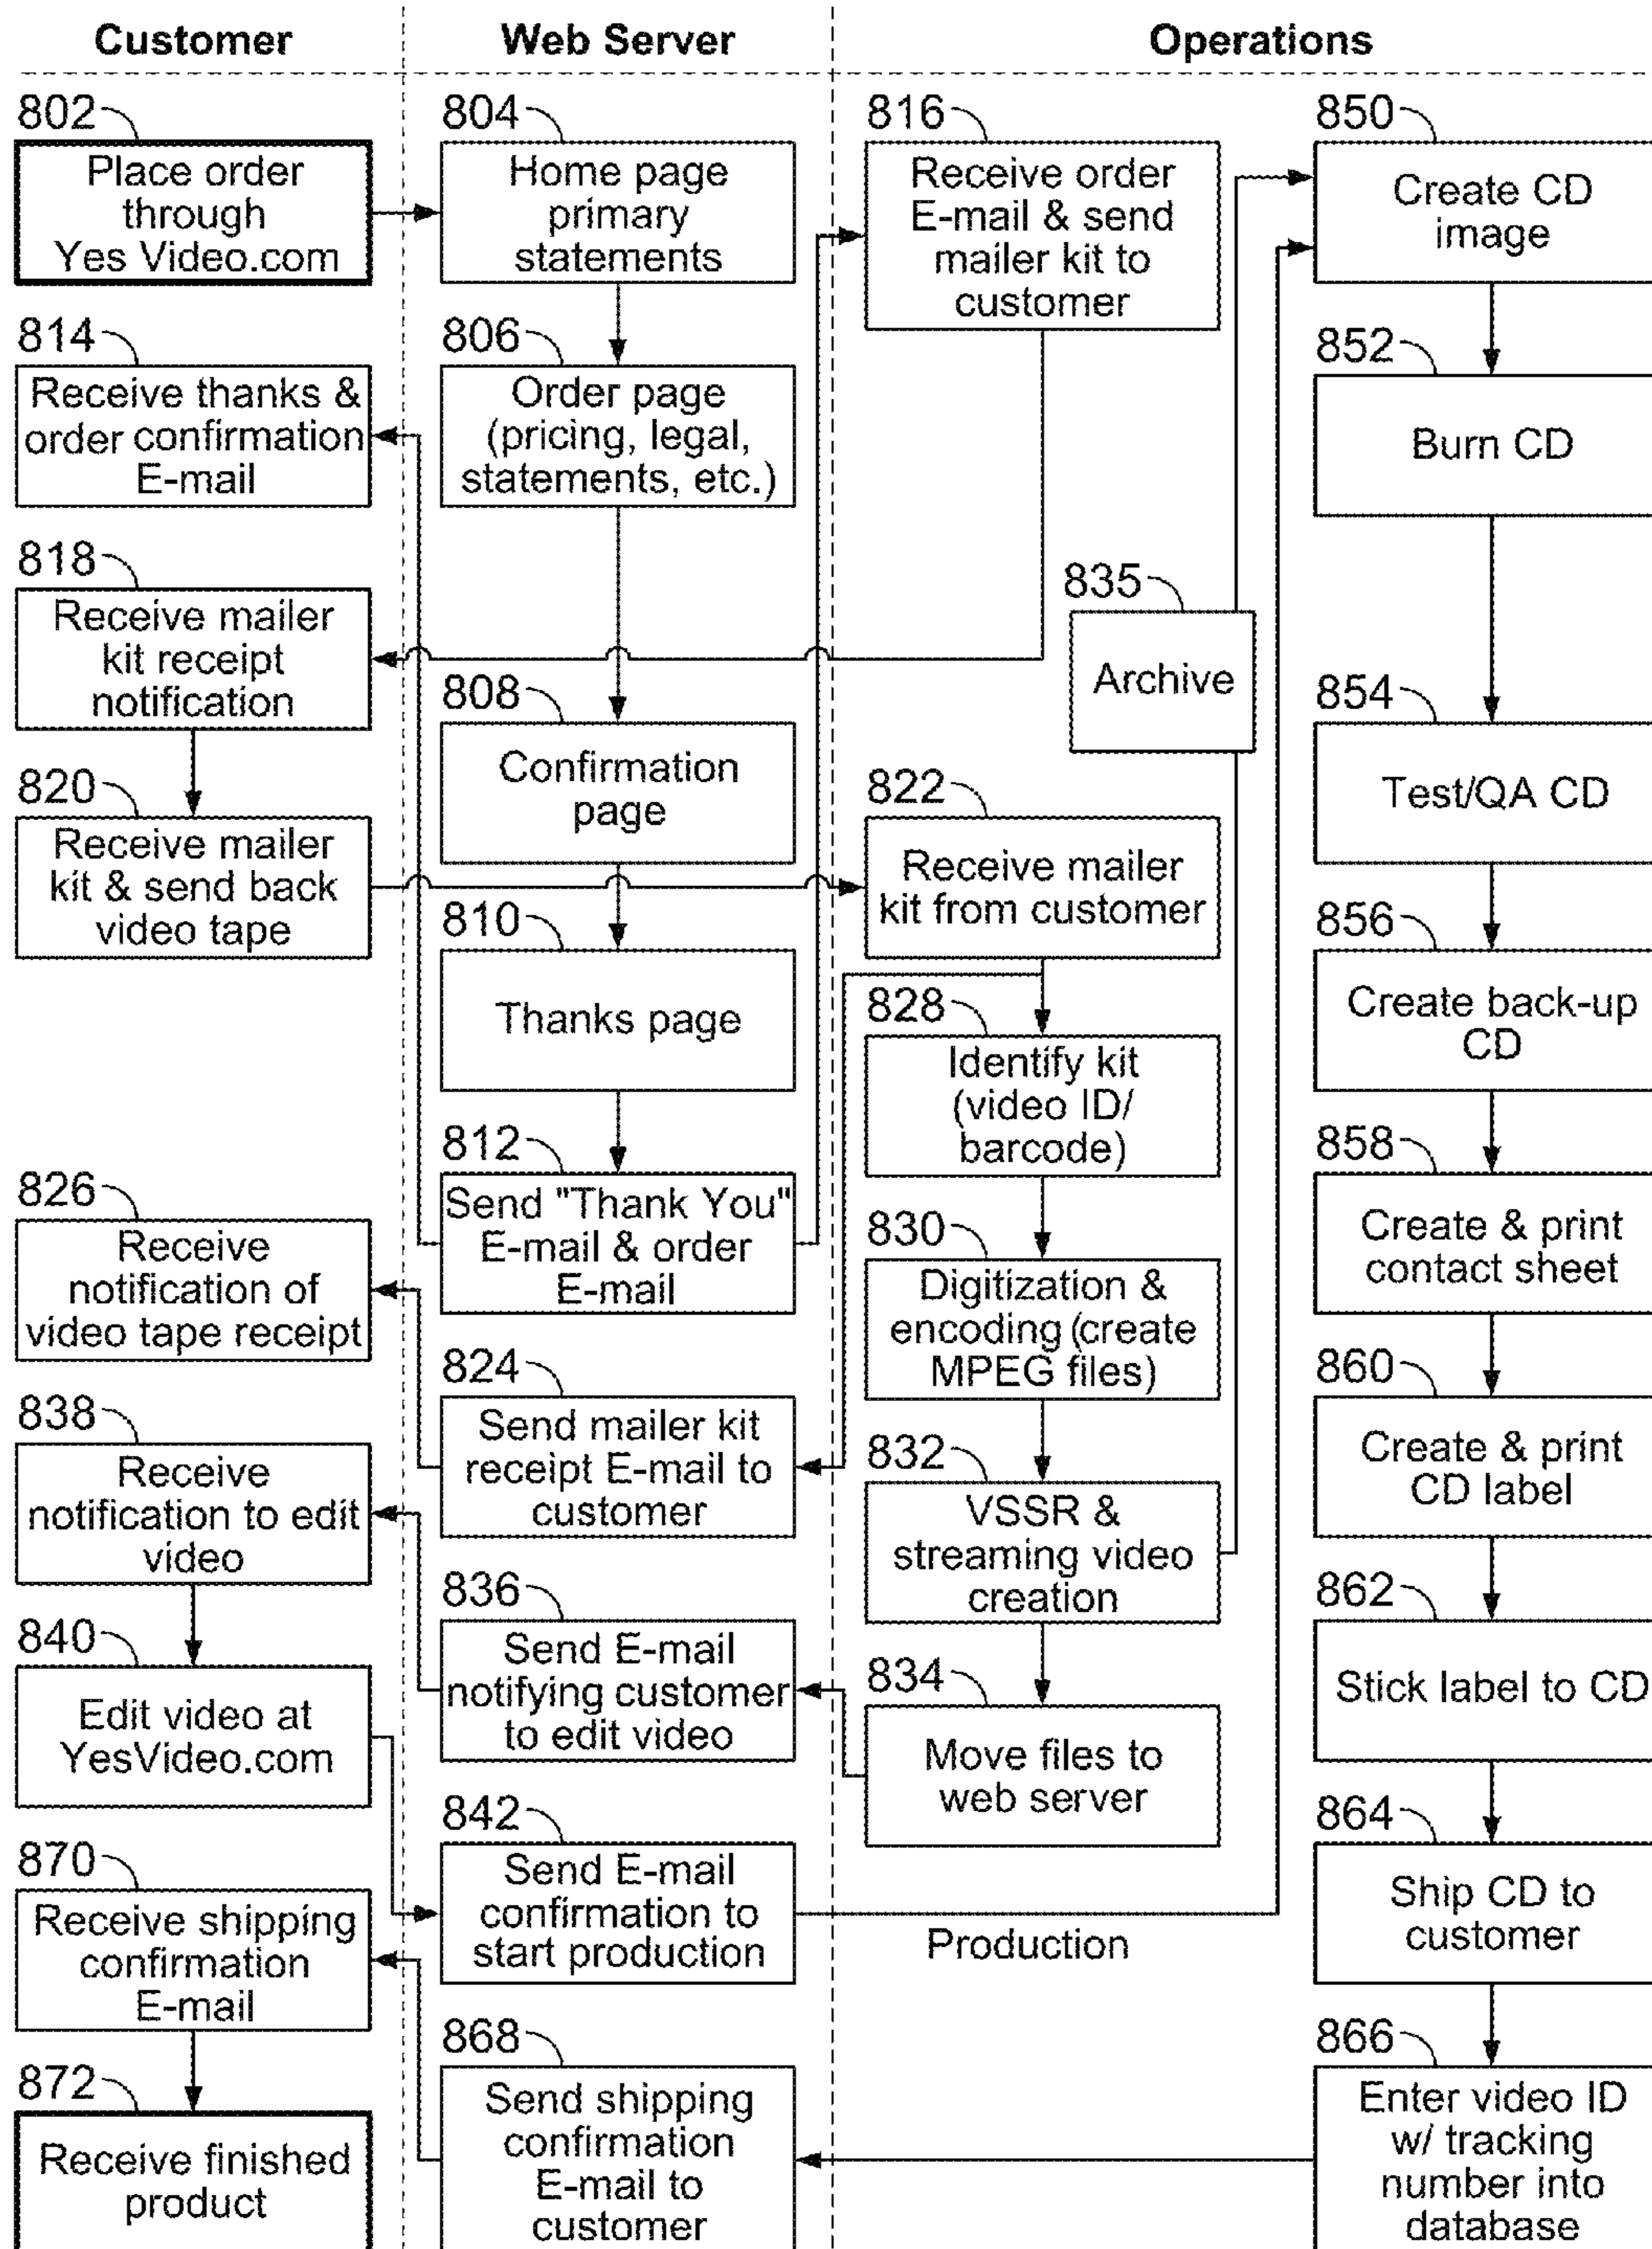 Customer
Web Server
Operations
802
Place order
through
Yes Video.com
814
Receive thanks &
order confirmation
E-mail
818
Receive mailer
kit receipt
notification
820
Receive mailer
kit & send back
video tape
826
Receive
notification of
video tape receipt
838
Receive
notification to edit
video
840
Edit video at
YesVideo.com
870
Receive shipping
confirmation
E-mail
872
Receive finished
product
804
Home page
primary
statements
806
Order page
(pricing, legal,
statements, etc.)
808
Confirmation
page
810
Thanks page
812
Send "Thank You"
E-mail & order
E-mail
824
Send mailer kit
receipt E-mail to
customer
836
Send E-mail
notifying customer
to edit video
842
Send E-mail
confirmation to
start production
868
Send shipping
confirmation
E-mail to
customer
816
Receive order
E-mail & send
mailer kit to
customer
835
Archive
822
Receive mailer
kit from customer
828
Identify kit
(video ID/
barcode)
830
Digitization &
encoding (create
MPEG files)
832
VSSR &
streaming video
creation
834
Move files to
web server
Production
850
Create CD
image
852
Burn CD
854
Test/QA CD
856
Create back-up
CD
858
Create & print
contact sheet
860
Create & print
CD label
862
Stick label to CD
864
Ship CD to
customer
866
Enter video ID
w/ tracking
number into
database